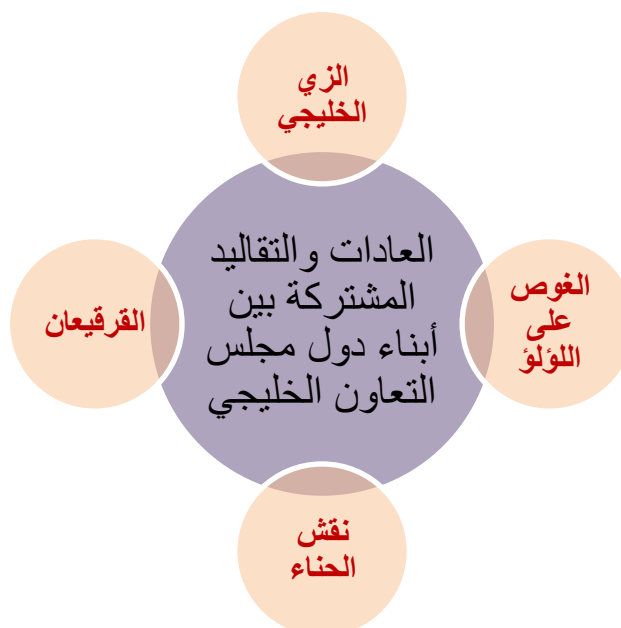 الزي
الخليجي
العادات والتقاليد
المشتركة بين
أبناء دول مجلس
التعاون الخليجي
الغوص
على
اللؤلؤ
القرقيعان
نقش
الحناء